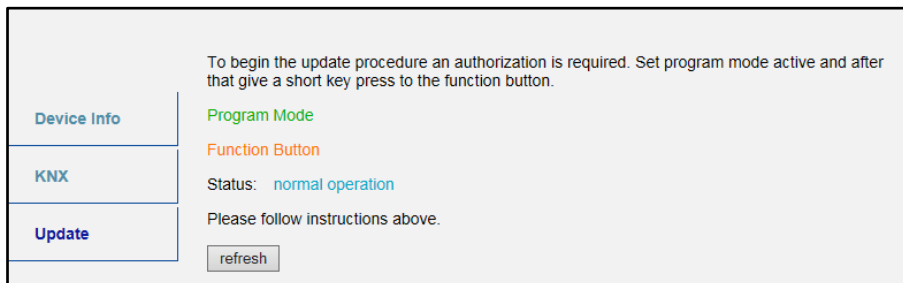 To begin the update procedure an authorization is required. Set program mode active and after
that give a short key press to the function button.
Device Info
Program Mode
Function Button
KNX
Status: normal operation
Please follow instructions above.
Update
refresh